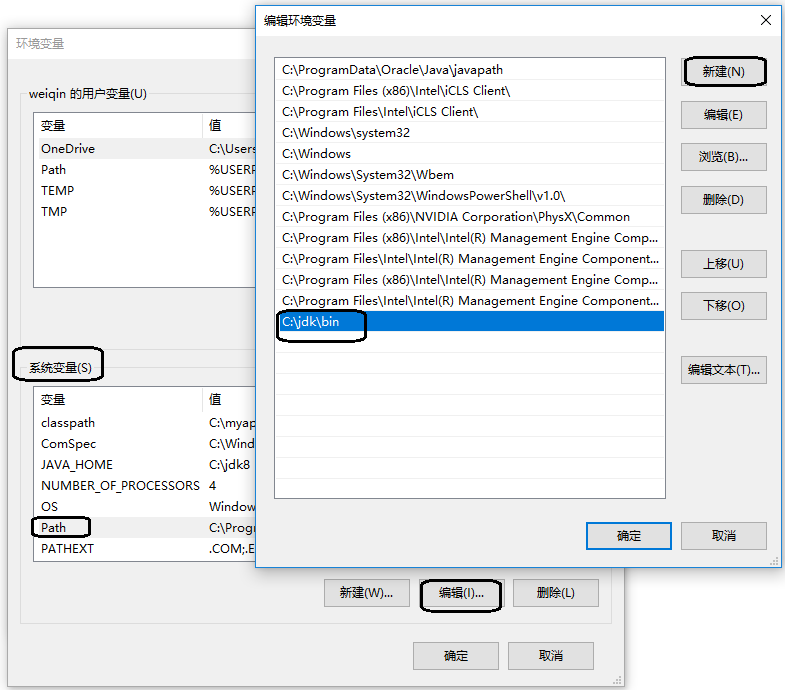 环境变量
weiqin 的用户变量(U)
变量 值
OneDrive C:\Users
Path %USERP
TEMP %USERP
TMP %USERP
系统变量(S)
变量 值
classpath C:\myap
ComSpec C:\Wind
JAVA_HOME C:\jdk8
NUMBER_OF_PROCESSORS 4
OS Window
Path C:\Prog
PATHEXT .COM;.E
新建(W)... 编辑(I)... 删除(L)
确定 取消
编辑环境变量
C:\ProgramData\Oracle\Java\javapath
C:\Program Files (x86)\Intel\iCLS Client\
C:\Program Files\Intel\iCLS Client\
C:\Windows\system32
C:\Windows
C:\Windows\System32\Wbem
C:\Windows\System32\WindowsPowerShell\v1.0\
C:\Program Files (x86)\NVIDIA Corporation\PhysX\Common
C:\Program Files (x86)\Intel\Intel(R) Management Engine Comp...
C:\Program Files\Intel\Intel(R) Management Engine Component...
C:\Program Files (x86)\Intel\Intel(R) Management Engine Comp...
C:\Program Files\Intel\Intel(R) Management Engine Component...
C:\jdk\bin
新建(N)
编辑(E)
浏览(B)...
删除(D)
上移(U)
下移(O)
编辑文本(T)...
确定 取消